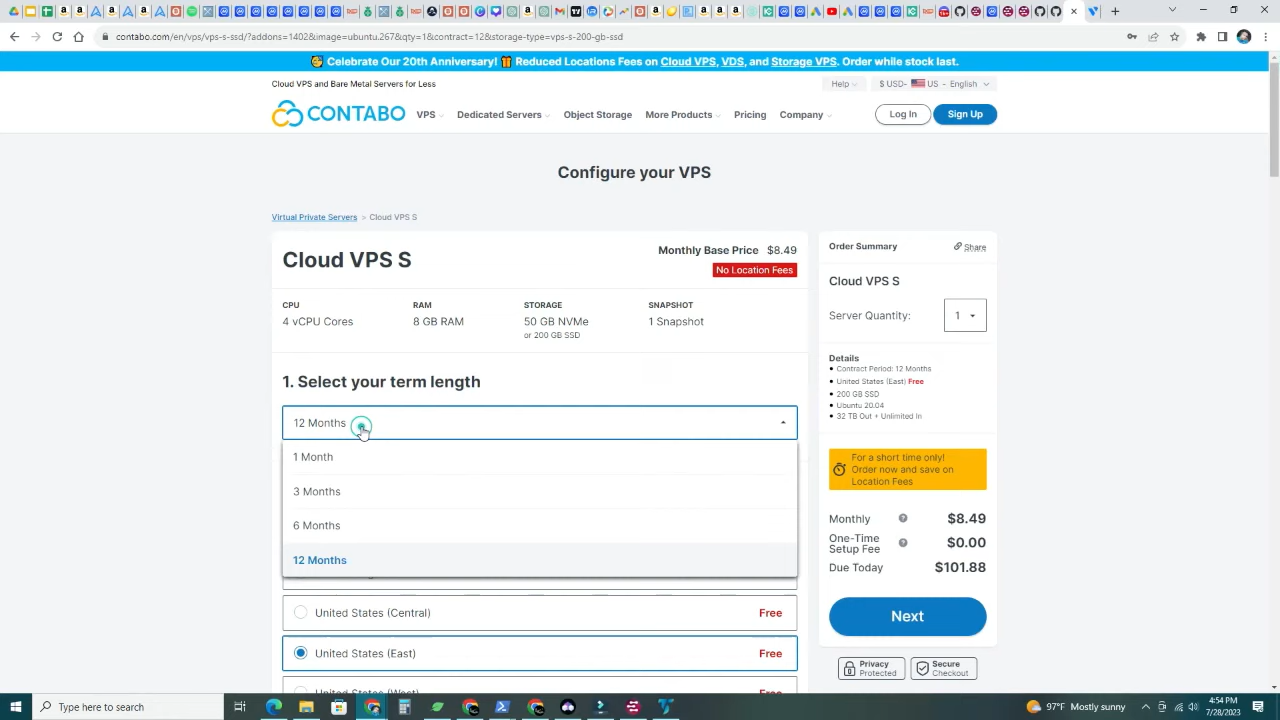 contabo.com/en/vps/vps-s-ssd/?addons=1402&image=ubuntu.267&qty=1&contract=12&storage-type=vps-s-200-gb-ssd
Celebrate Our 20th Anniversary! Reduced Locations Fees on Cloud VPS, VDS, and Storage VPS. Order while stock last.
Cloud VPS and Bare Metal Servers for Less
Help
$ USD- US - English
CONTABO
VPS
Dedicated Servers
Object Storage
More Products
Pricing
Company
Log In
Sign Up
Configure your VPS
Virtual Private Servers > Cloud VPS S
Cloud VPS S
Monthly Base Price $8.49
No Location Fees
CPU
4 vCPU Cores
RAM
8 GB RAM
STORAGE
50 GB NVMe
or 200 GB SSD
SNAPSHOT
1 Snapshot
1. Select your term length
12 Months
1 Month
3 Months
6 Months
12 Months
United States (Central) Free
United States (East) Free
United States (West) Free
Order Summary
Share
Cloud VPS S
Server Quantity: 1
Details
Contract Period: 12 Months
United States (East) Free
200 GB SSD
Ubuntu 20.04
32 TB Out + Unlimited In
For a short time only!
Order now and save on
Location Fees
Monthly $8.49
One-Time
Setup Fee $0.00
Due Today $101.88
Next
Privacy
Protected
Secure
Checkout
Type here to search
97°F Mostly sunny
4:54 PM
7/28/2023